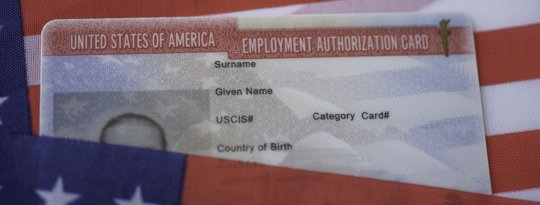 UNITED STATES OF AMERICA EMPLOYMENT AUTHORIZATION CARD
Surname
Given Name
USCIS# Category Card#
Country of Birth